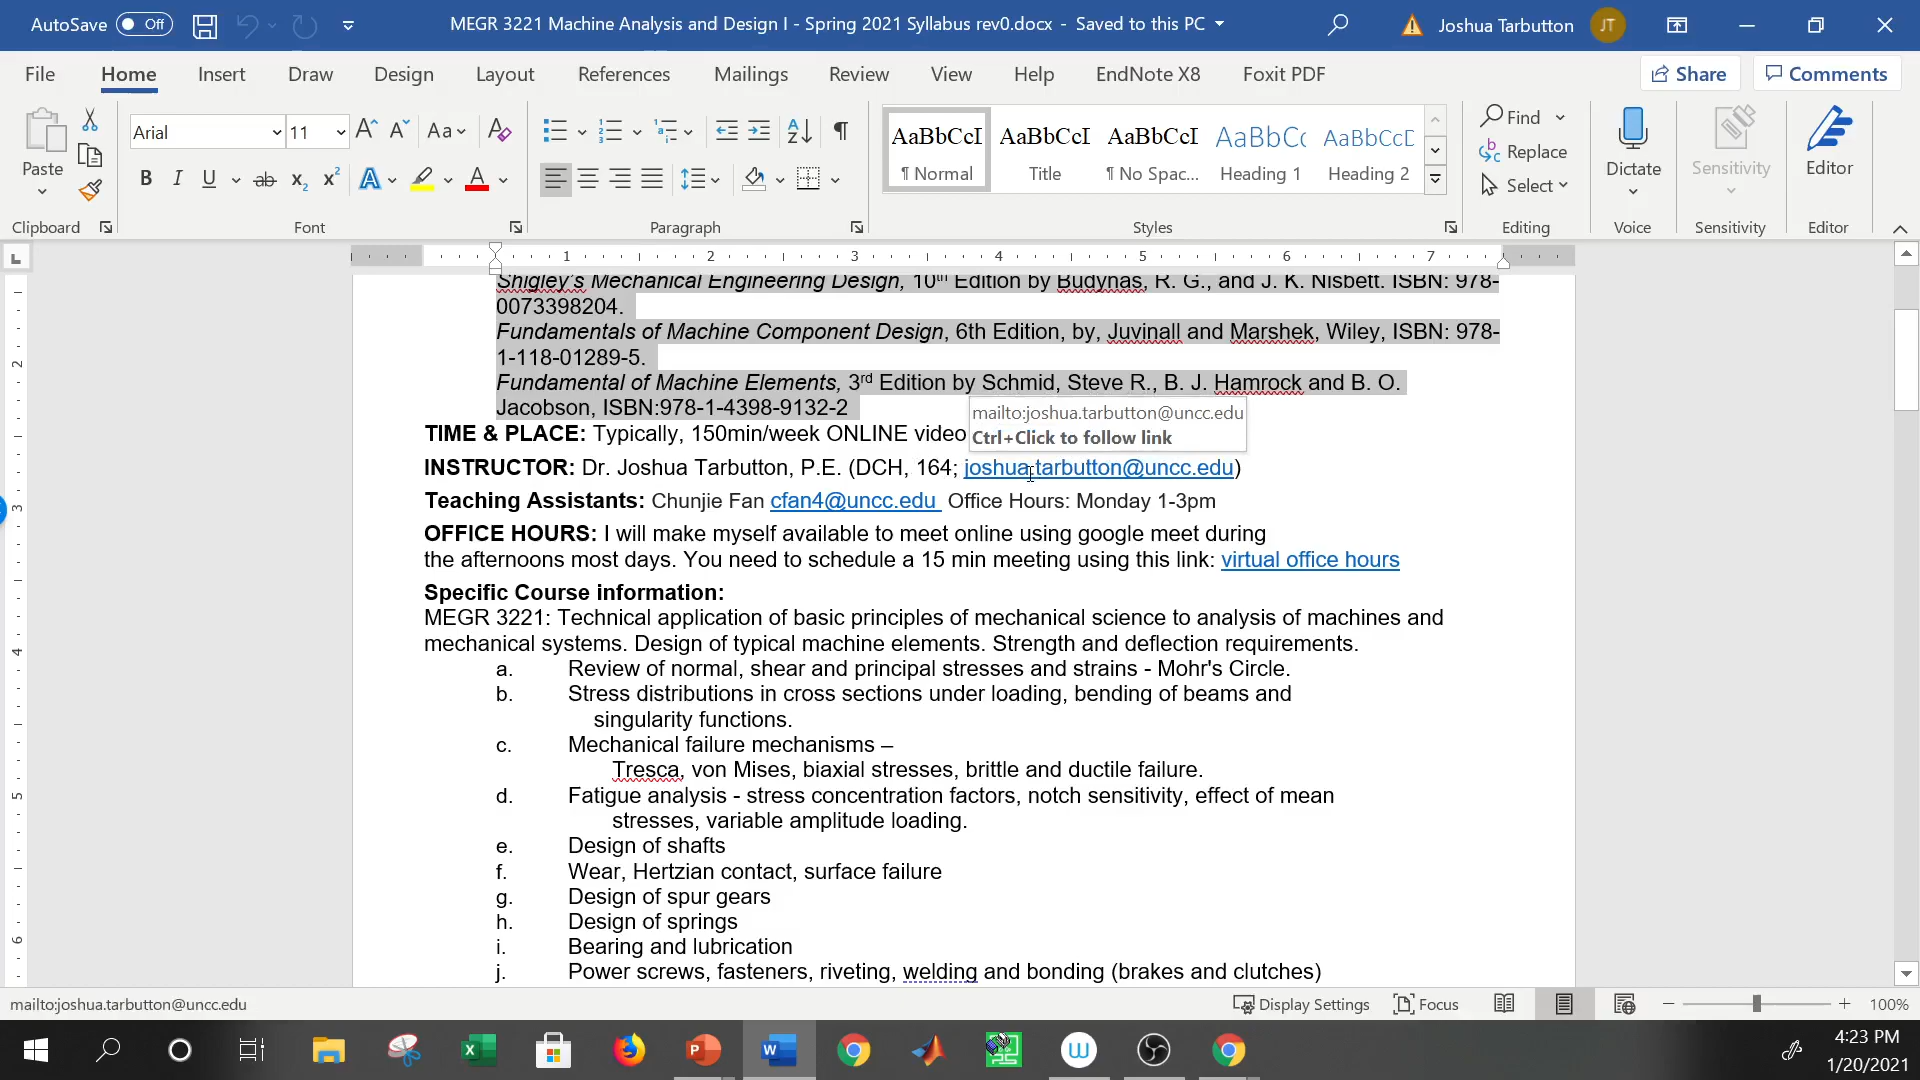 AutoSave Off MEGR 3221 Machine Analysis and Design I - Spring 2021 Syllabus rev0.docx - Saved to this PC Joshua Tarbutton JT
File Home Insert Draw Design Layout References Mailings Review View Help EndNote X8 Foxit PDF Share Comments
Arial 11
Paste
AaBbCcI AaBbCcI AaBbCcI AaBbC AaBbCcD
¶ Normal Title ¶ No Spac... Heading 1 Heading 2
Find
Replace
Select
Dictate
Sensitivity
Editor
Clipboard Font Paragraph Styles Editing Voice Sensitivity Editor
1 2 3 4 5 6 7
Shigley's Mechanical Engineering Design, 10th Edition by Budynas, R. G., and J. K. Nisbett. ISBN: 978-
0073398204.
Fundamentals of Machine Component Design, 6th Edition, by, Juvinall and Marshek, Wiley, ISBN: 978-
1-118-01289-5.
Fundamental of Machine Elements, 3rd Edition by Schmid, Steve R., B. J. Hamrock and B. O.
Jacobson, ISBN:978-1-4398-9132-2
mailto:joshua.tarbutton@uncc.edu
Ctrl+Click to follow link
TIME & PLACE: Typically, 150min/week ONLINE video
INSTRUCTOR: Dr. Joshua Tarbutton, P.E. (DCH, 164; joshua.tarbutton@uncc.edu)
Teaching Assistants: Chunjie Fan cfan4@uncc.edu Office Hours: Monday 1-3pm
OFFICE HOURS: I will make myself available to meet online using google meet during
the afternoons most days. You need to schedule a 15 min meeting using this link: virtual office hours
Specific Course information:
MEGR 3221: Technical application of basic principles of mechanical science to analysis of machines and
mechanical systems. Design of typical machine elements. Strength and deflection requirements.
a. Review of normal, shear and principal stresses and strains - Mohr's Circle.
b. Stress distributions in cross sections under loading, bending of beams and
singularity functions.
c. Mechanical failure mechanisms –
Tresca, von Mises, biaxial stresses, brittle and ductile failure.
d. Fatigue analysis - stress concentration factors, notch sensitivity, effect of mean
stresses, variable amplitude loading.
e. Design of shafts
f. Wear, Hertzian contact, surface failure
g. Design of spur gears
h. Design of springs
i. Bearing and lubrication
j. Power screws, fasteners, riveting, welding and bonding (brakes and clutches)
2
3
4
5
6
mailto:joshua.tarbutton@uncc.edu Display Settings Focus 100%
4:23 PM
1/20/2021